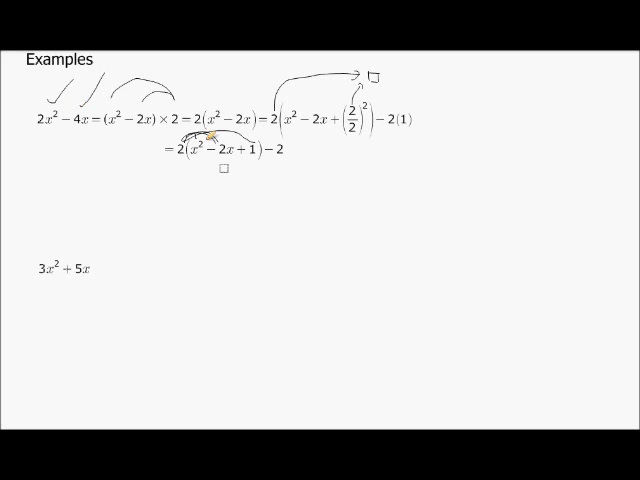 Examples
2x² − 4x = (x² − 2x) × 2 = 2(x² − 2x) = 2(x² − 2x + (2/2)²) − 2(1)
= 2(x² − 2x + 1) − 2
3x² + 5x